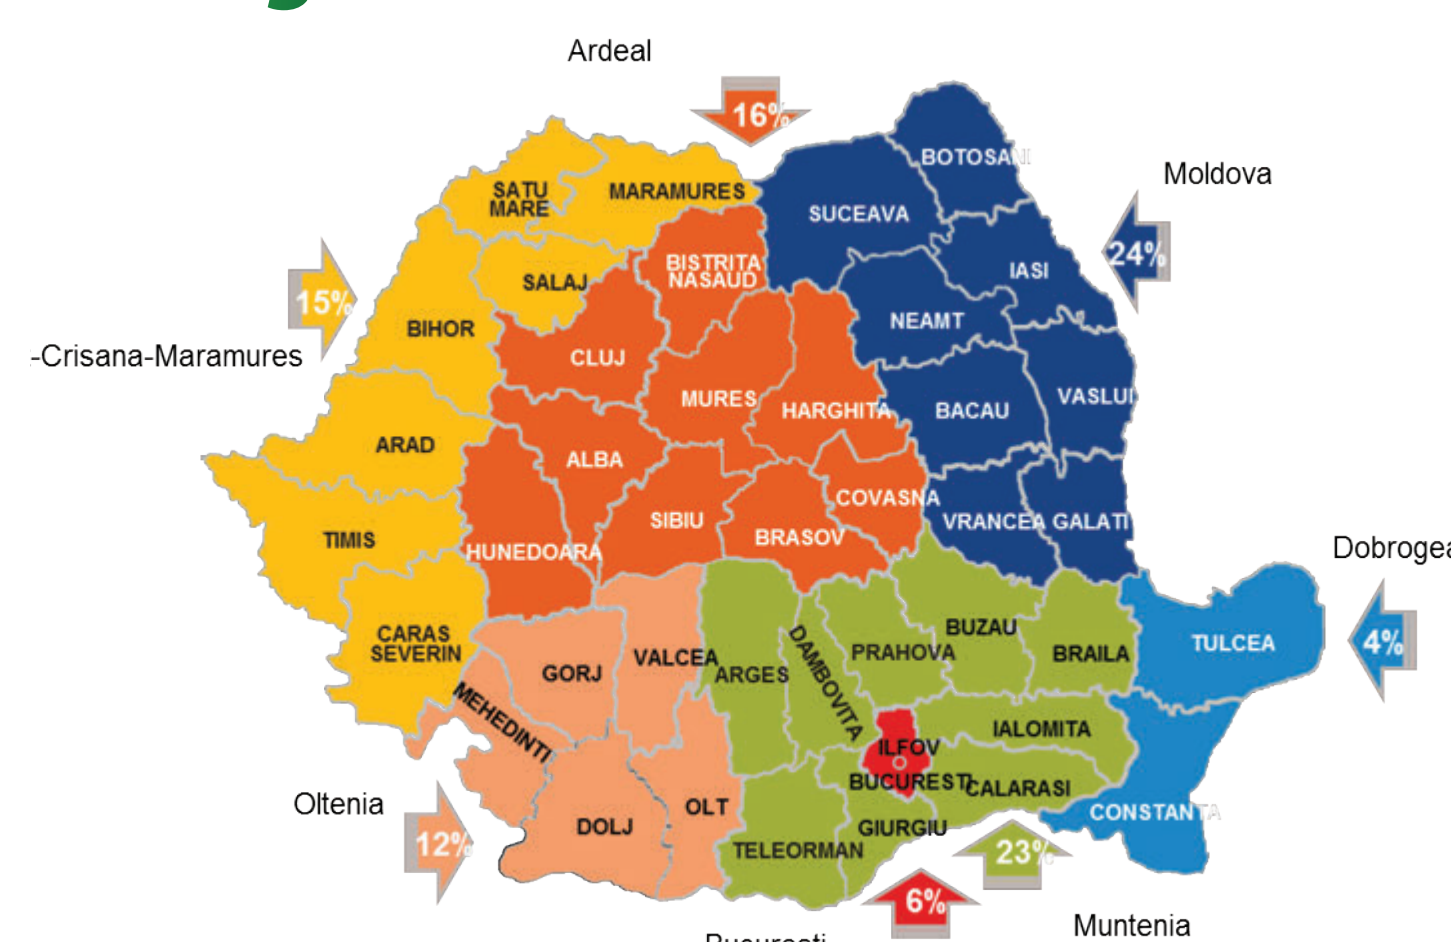 Ardeal
16%
BOTOSANI
Moldova
SATU
MARE
MARAMURES
SUCEAVA
24%
BISTRITA
NASAUD
IASI
SALAJ
15%
BIHOR
NEAMT
-Crisana-Maramures
CLUJ
MURES
HARGHITA
BACAU
VASLUI
ARAD
ALBA
COVASNA
SIBIU
VRANCEA
GALATI
BRASOV
TIMIS
HUNEDOARA
Dobrogea
CARAS
SEVERIN
BUZAU
TULCEA
4%
PRAHOVA
BRAILA
VALCEA
GORJ
ARGES
DAMBOVITA
MEHEDINTI
IALOMITA
ILFOV
BUCURESTI
CALARASI
Oltenia
OLT
CONSTANTA
DOLJ
GIURGIU
12%
TELEORMAN
23%
6%
Muntenia
Bucuresti